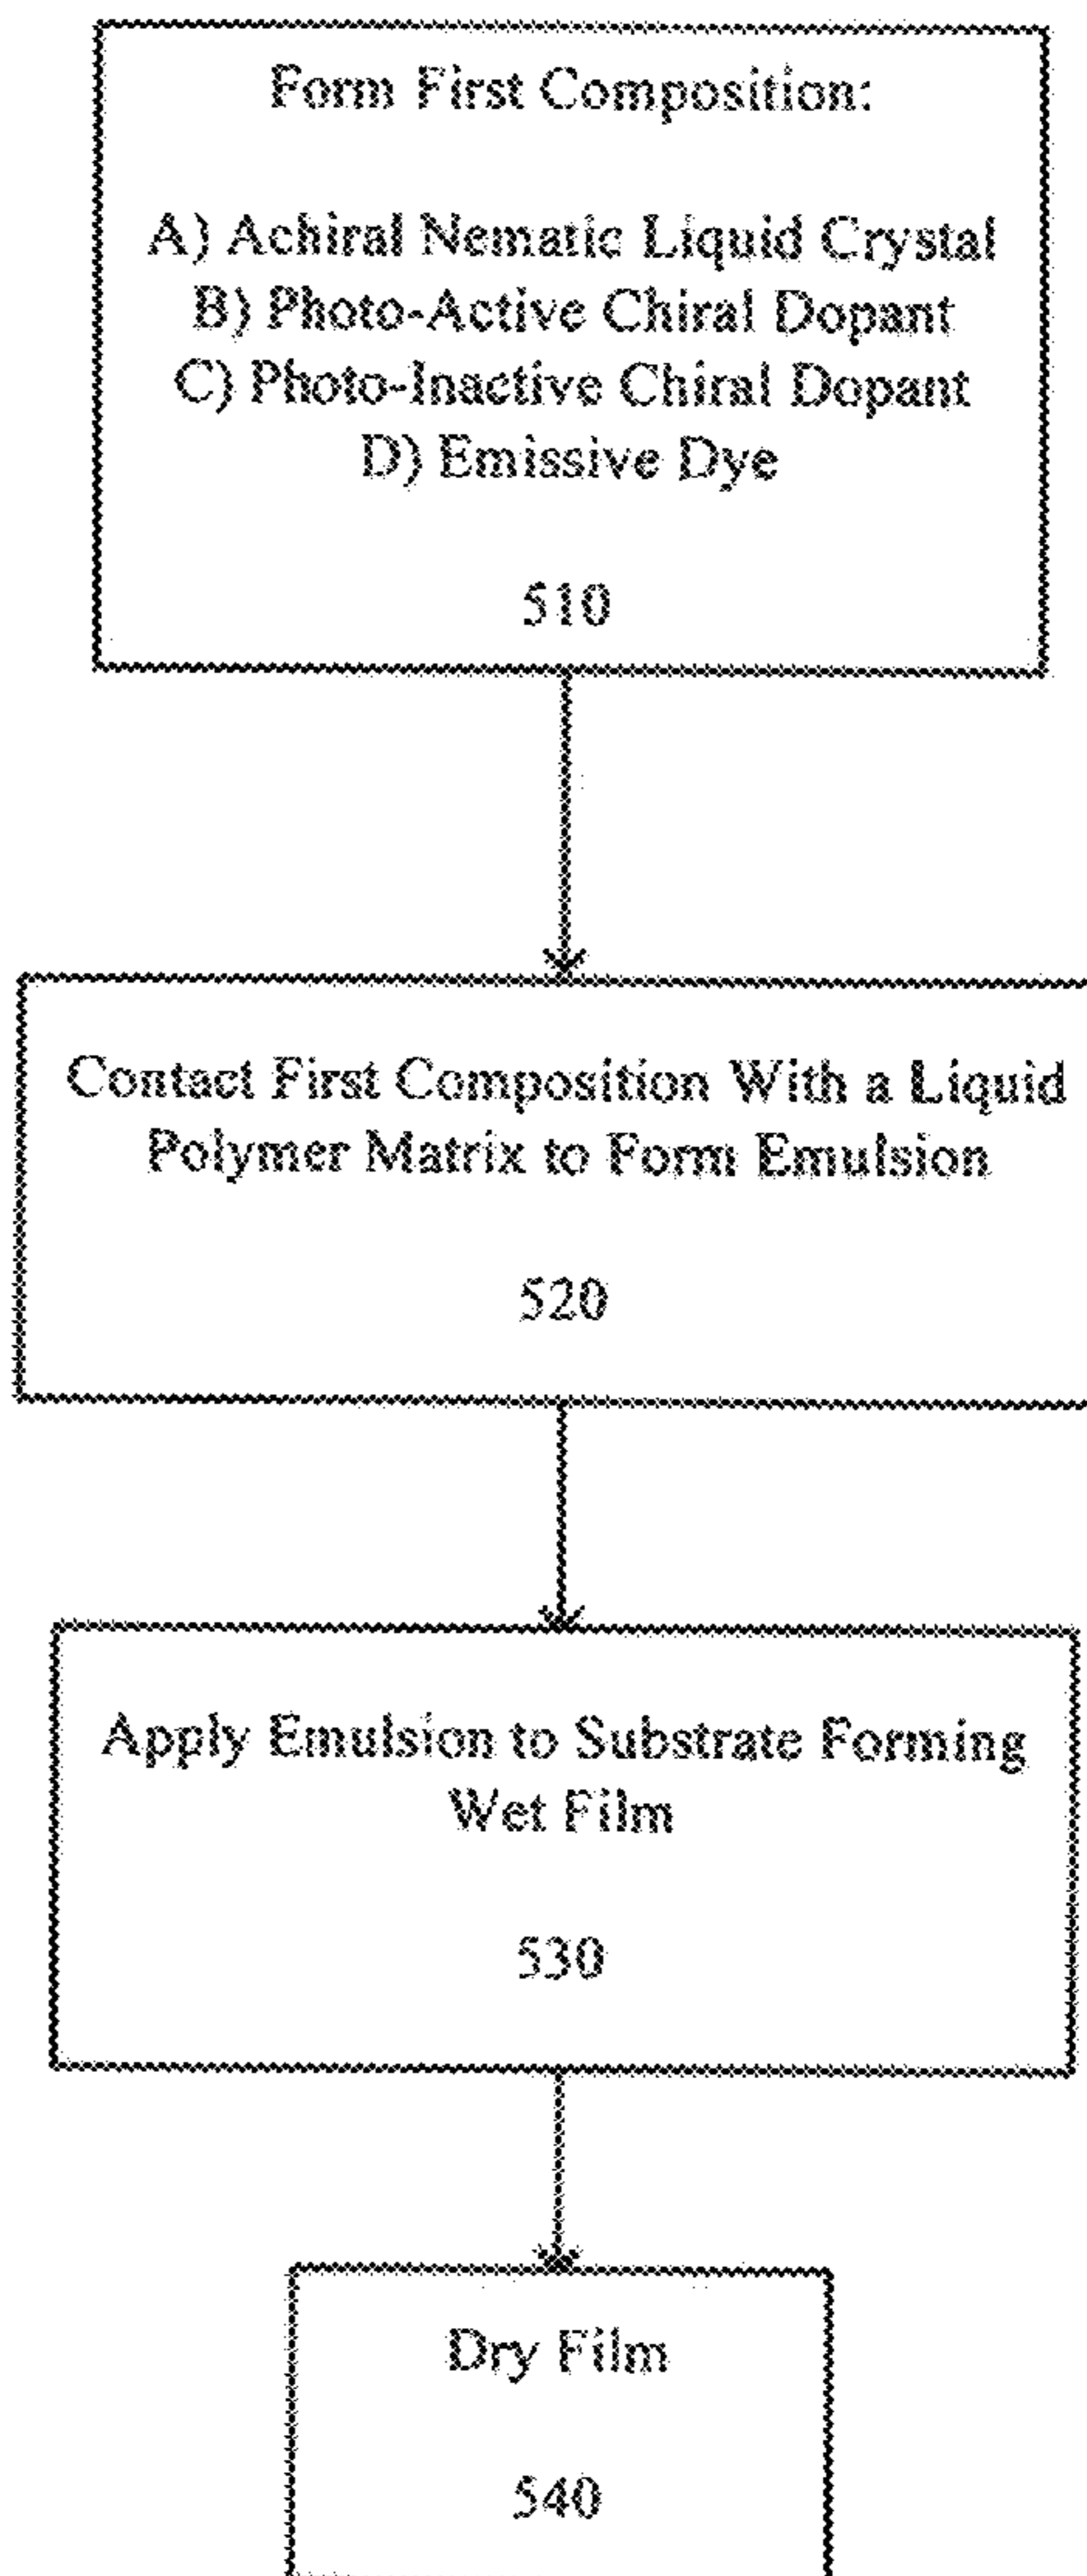 Form First Composition:
A) Achiral Nematic Liquid Crystal
B) Photo-Active Chiral Dopant
C) Photo-Inactive Chiral Dopant
D) Emissive Dye
510
Contact First Composition With a Liquid
Polymer Matrix to Form Emulsion
520
Apply Emulsion to Substrate Forming
Wet Film
530
Dry Film
540